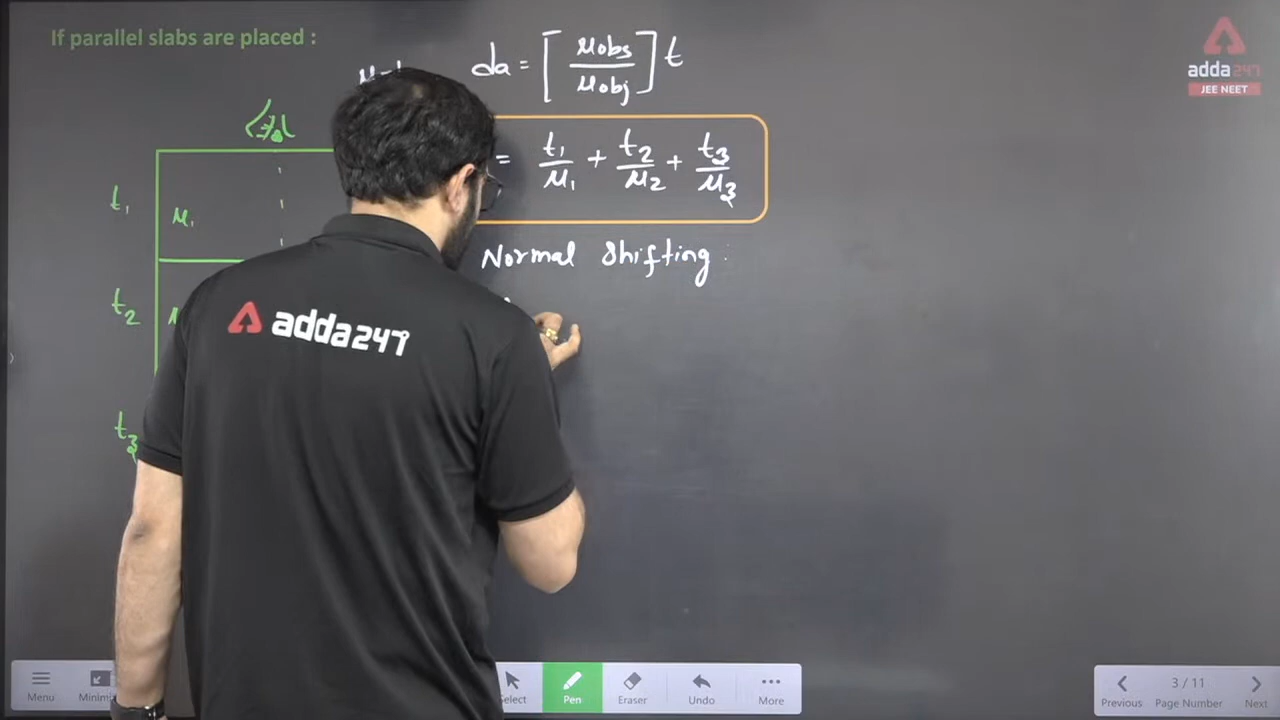 If parallel slabs are placed :
da = [μobs/μobj] t
adda247
JEE NEET
= t1/μ1 + t2/μ2 + t3/μ3
t1
μ1
Normal Shifting :
t2
adda247
t3
Menu
Select
Pen
Eraser
Undo
More
Previous
3 / 11
Page Number
Next